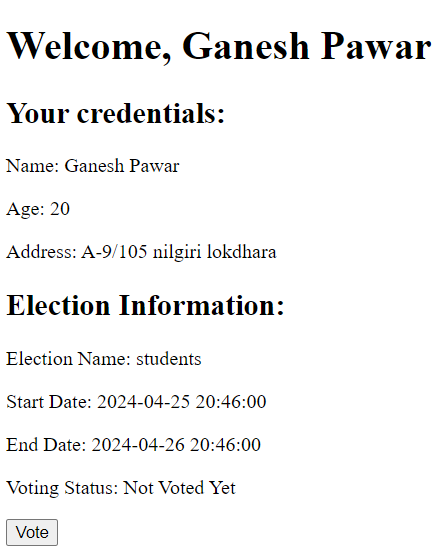 Welcome, Ganesh Pawar
Your credentials:
Name: Ganesh Pawar
Age: 20
Address: A-9/105 nilgiri lokdhara
Election Information:
Election Name: students
Start Date: 2024-04-25 20:46:00
End Date: 2024-04-26 20:46:00
Voting Status: Not Voted Yet
Vote